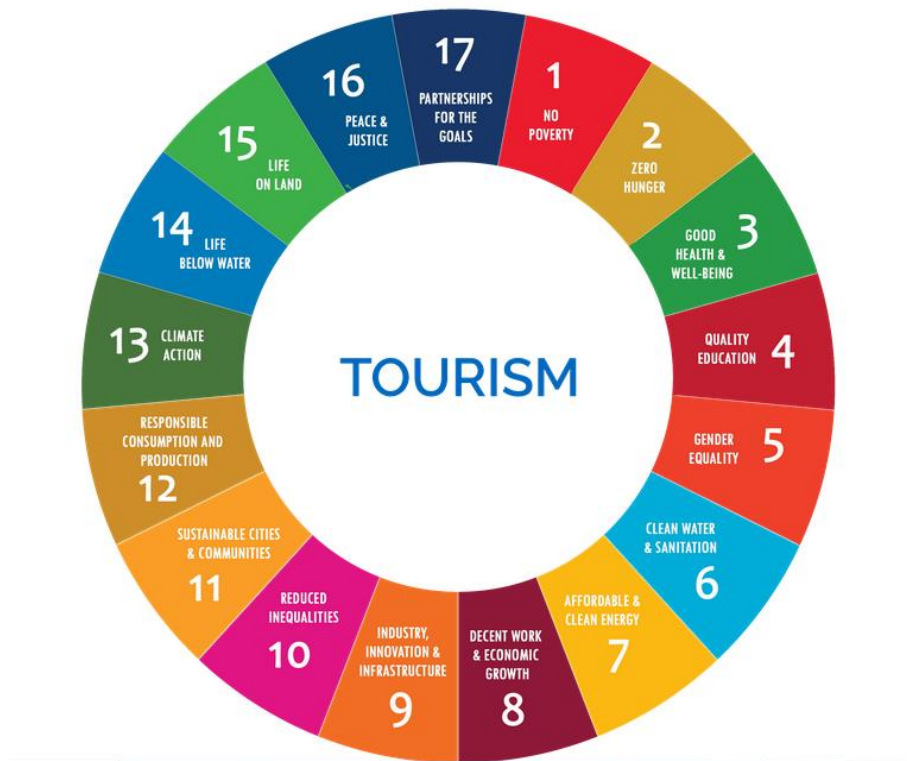 17
PARTNERSHIPS
FOR THE
GOALS
1
NO
POVERTY
2
ZERO
HUNGER
3
GOOD
HEALTH &
WELL-BEING
QUALITY
EDUCATION
4
GENDER
EQUALITY
5
CLEAN WATER
& SANITATION
6
AFFORDABLE &
CLEAN ENERGY
7
DECENT WORK
& ECONOMIC
GROWTH
8
INDUSTRY,
INNOVATION &
INFRASTRUCTURE
9
REDUCED
INEQUALITIES
10
SUSTAINABLE CITIES
& COMMUNITIES
11
RESPONSIBLE
CONSUMPTION AND
PRODUCTION
12
13
CLIMATE
ACTION
14
LIFE
BELOW WATER
15
LIFE
ON LAND
16
PEACE &
JUSTICE
TOURISM